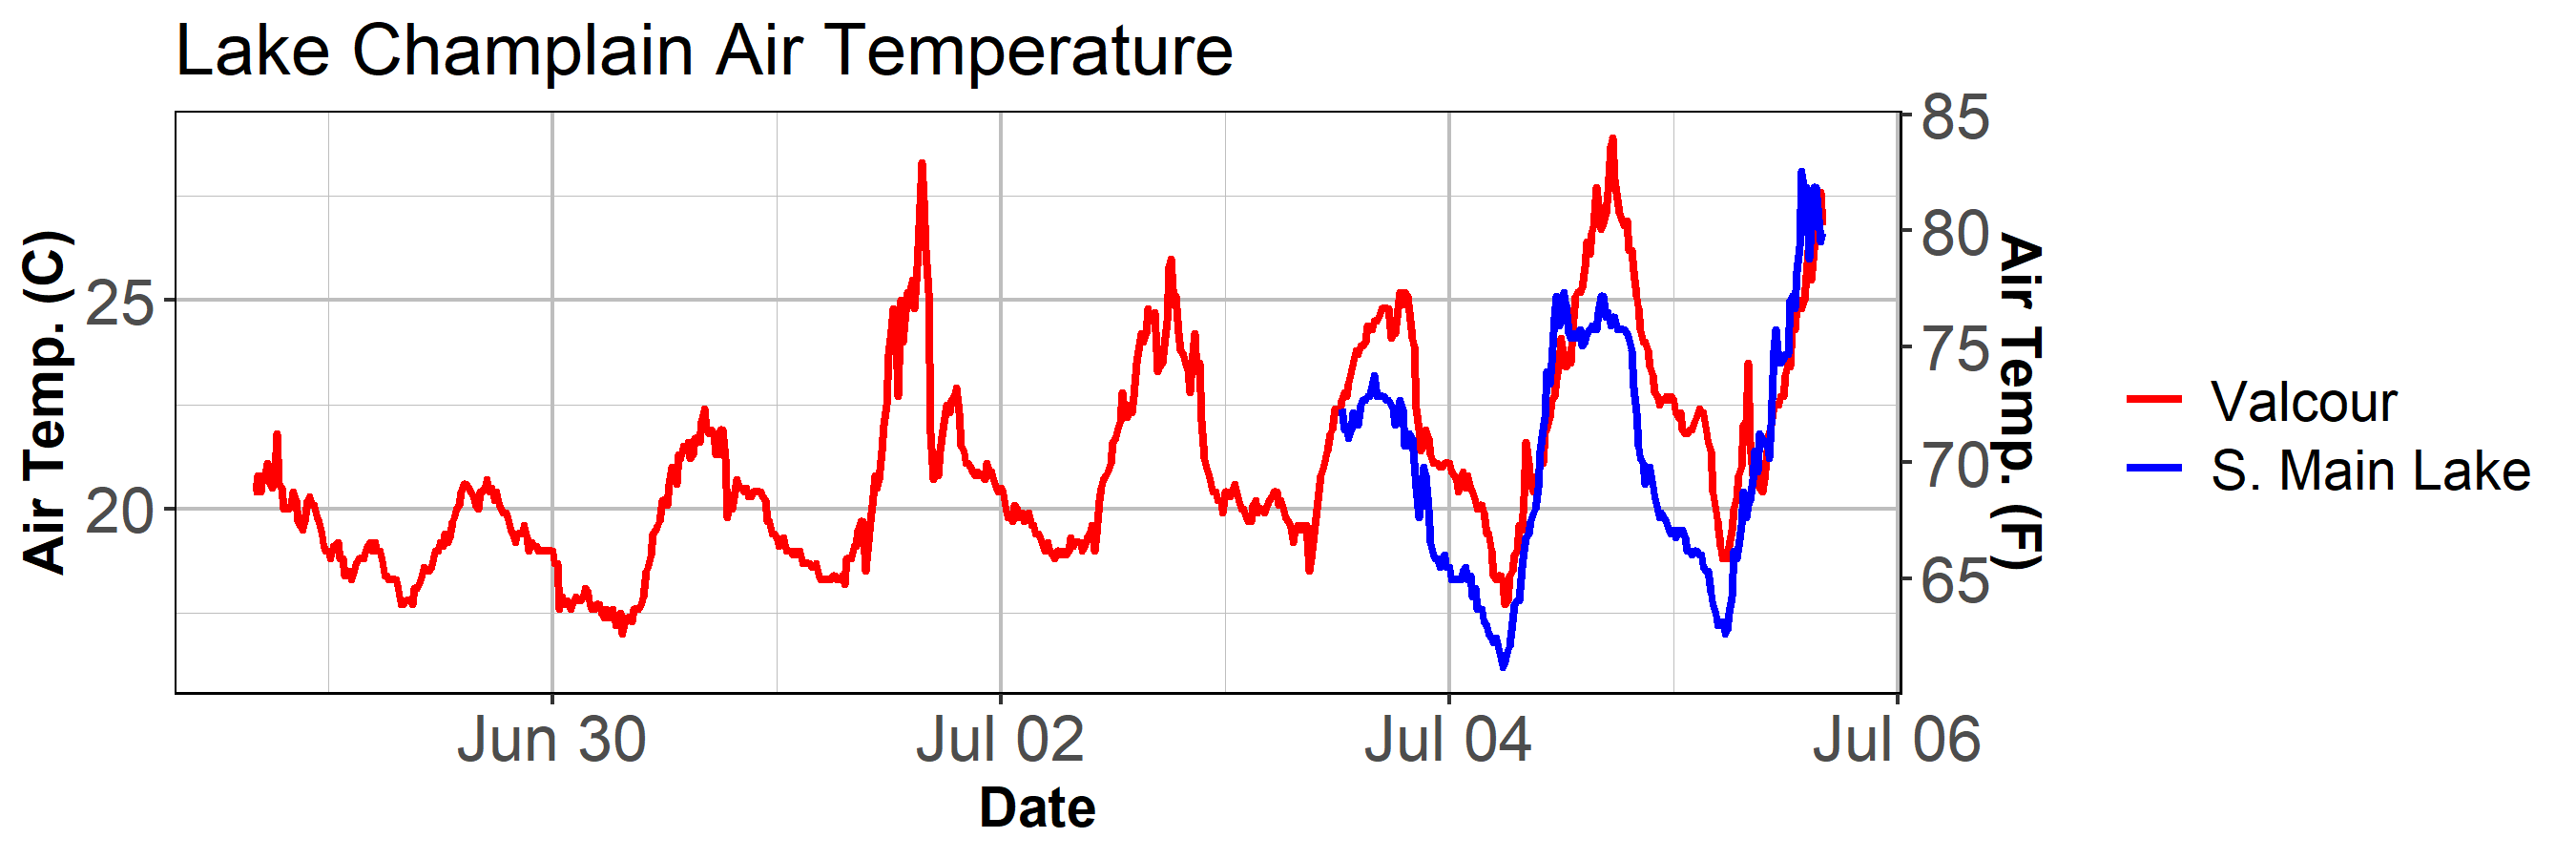 Lake Champlain Air Temperature
Air Temp. (C)
25
20
85
80
75
70
65
Air Temp. (F)
Jun 30
Jul 02
Jul 04
Jul 06
Date
Valcour
S. Main Lake